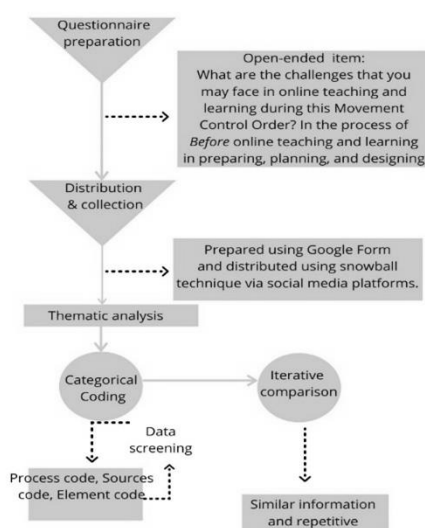 Questionnaire
preparation
Open-ended item:
What are the challenges that you
may face in online teaching and
learning during this Movement
Control Order? In the process of
Before online teaching and learning
in preparing, planning, and designing
Distribution
& collection
Prepared using Google Form
and distributed using snowball
technique via social media platforms.
Thematic analysis
Categorical
Coding
Iterative
comparison
Data
screening
Process code, Sources
code, Element code
Similar information
and repetitive